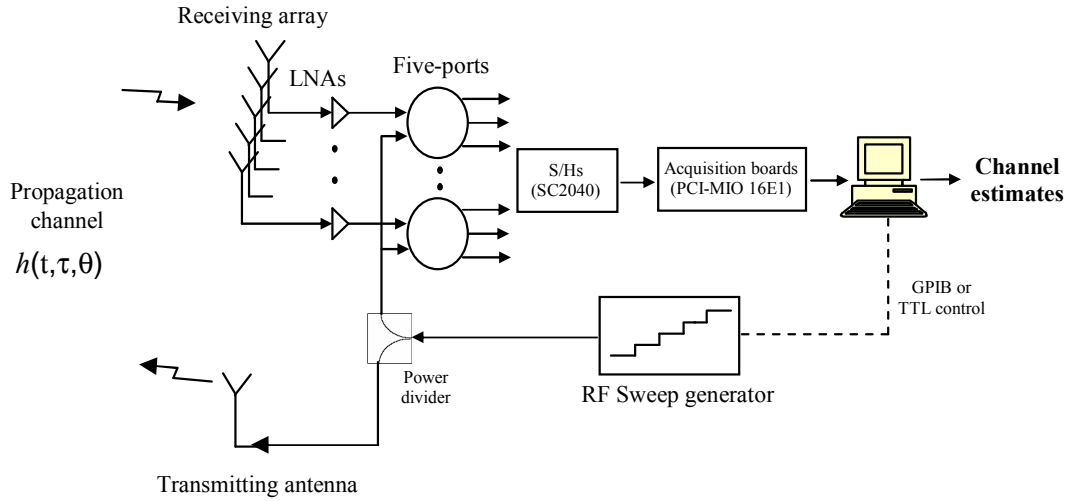 Receiving array
LNAs
Five-ports
S/Hs
(SC2040)
Acquisition boards
(PCI-MIO 16E1)
Channel
estimates
Propagation
channel
h(t,τ,θ)
GPIB or
TTL control
Power
divider
RF Sweep generator
Transmitting antenna